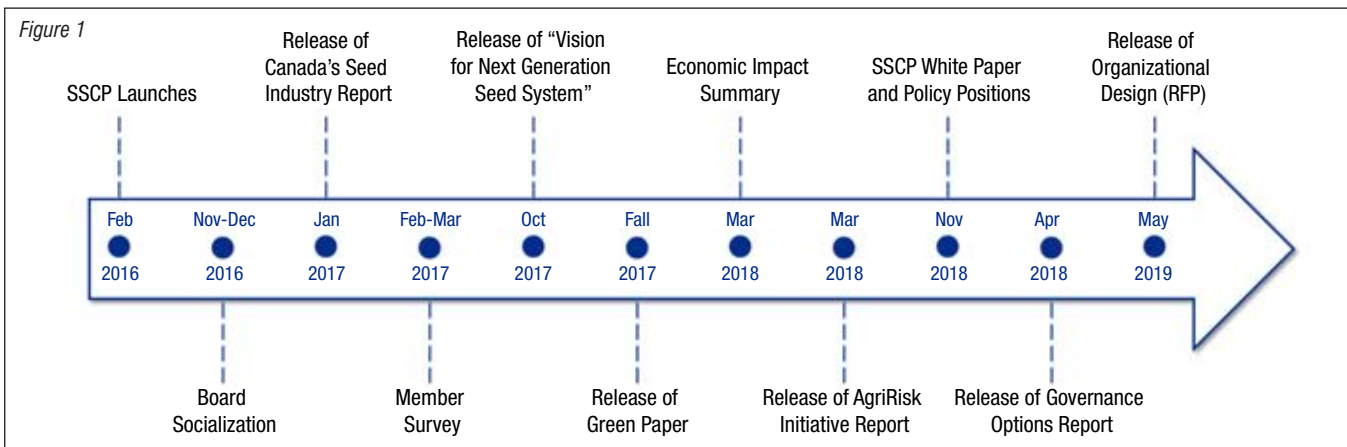 Figure 1
SSCP Launches
Release of
Canada's Seed
Industry Report
Release of “Vision
for Next Generation
Seed System”
Economic Impact
Summary
SSCP White Paper
and Policy Positions
Release of
Organizational
Design (RFP)
Feb
2016
Nov-Dec
2016
Jan
2017
Feb-Mar
2017
Oct
2017
Fall
2017
Mar
2018
Mar
2018
Nov
2018
Apr
2018
May
2019
Board
Socialization
Member
Survey
Release of
Green Paper
Release of AgriRisk
Initiative Report
Release of Governance
Options Report